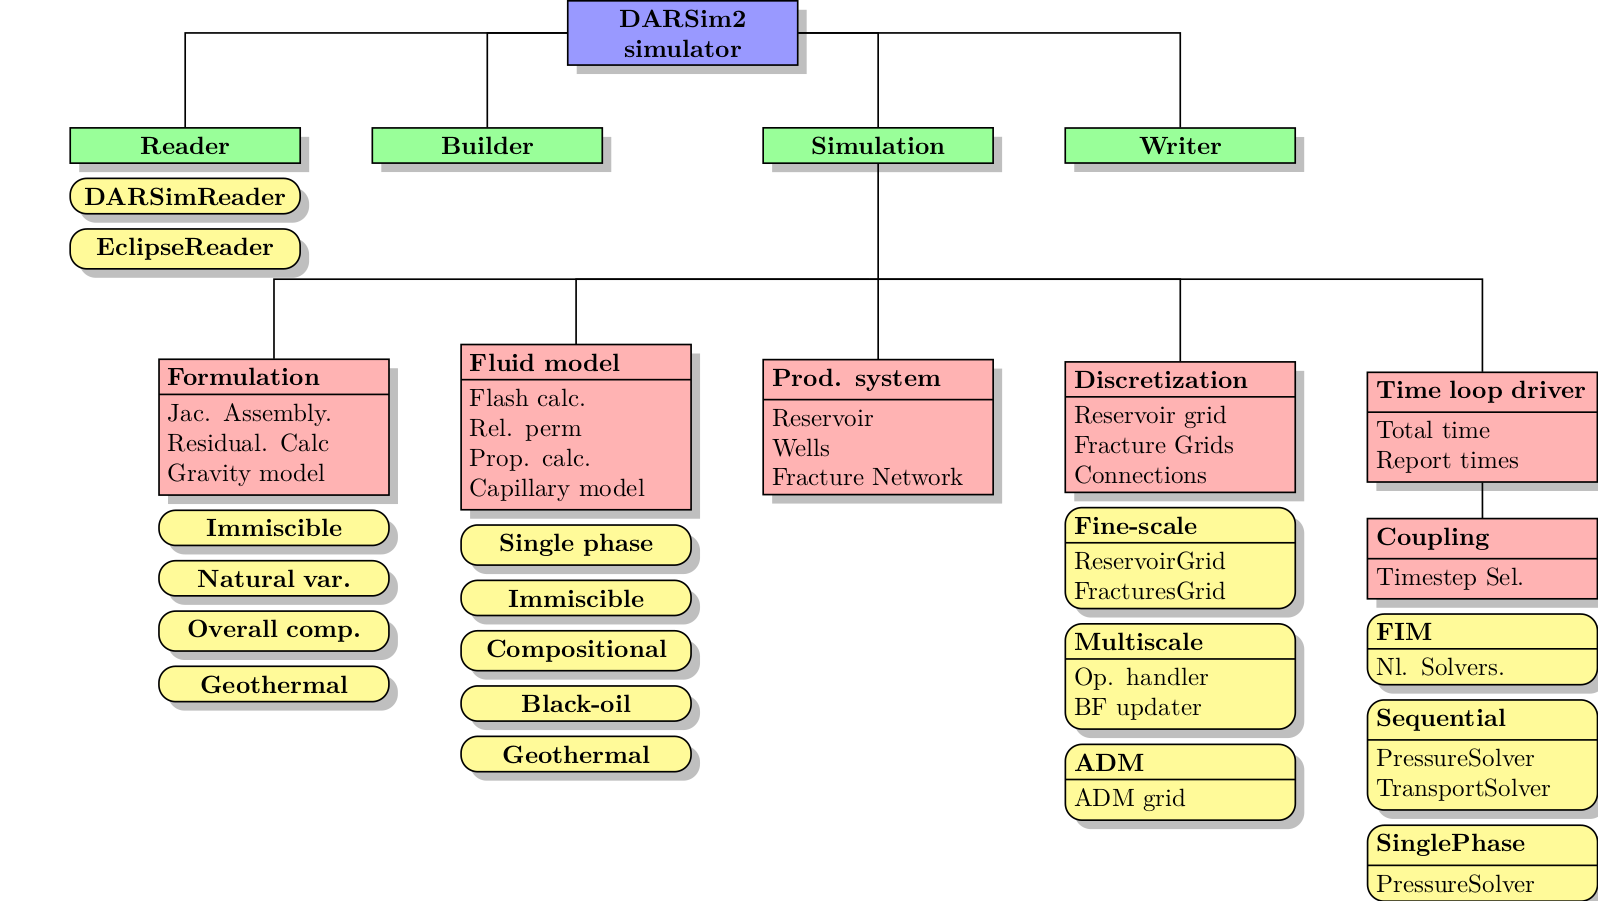 DARSim2
simulator
Reader
Builder
Simulation
Writer
DARSimReader
EclipseReader
Formulation
Jac. Assembly.
Residual. Calc
Gravity model
Immiscible
Natural var.
Overall comp.
Geothermal
Fluid model
Flash calc.
Rel. perm
Prop. calc.
Capillary model
Single phase
Immiscible
Compositional
Black-oil
Geothermal
Prod. system
Reservoir
Wells
Fracture Network
Discretization
Reservoir grid
Fracture Grids
Connections
Fine-scale
ReservoirGrid
FracturesGrid
Multiscale
Op. handler
BF updater
ADM
ADM grid
Time loop driver
Total time
Report times
Coupling
Timestep Sel.
FIM
Nl. Solvers.
Sequential
PressureSolver
TransportSolver
SinglePhase
PressureSolver